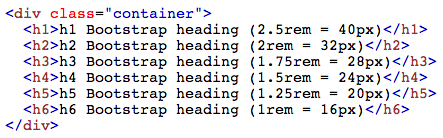 <div class="container">
  <h1>h1 Bootstrap heading (2.5rem = 40px)</h1>
  <h2>h2 Bootstrap heading (2rem = 32px)</h2>
  <h3>h3 Bootstrap heading (1.75rem = 28px)</h3>
  <h4>h4 Bootstrap heading (1.5rem = 24px)</h4>
  <h5>h5 Bootstrap heading (1.25rem = 20px)</h5>
  <h6>h6 Bootstrap heading (1rem = 16px)</h6>
</div>